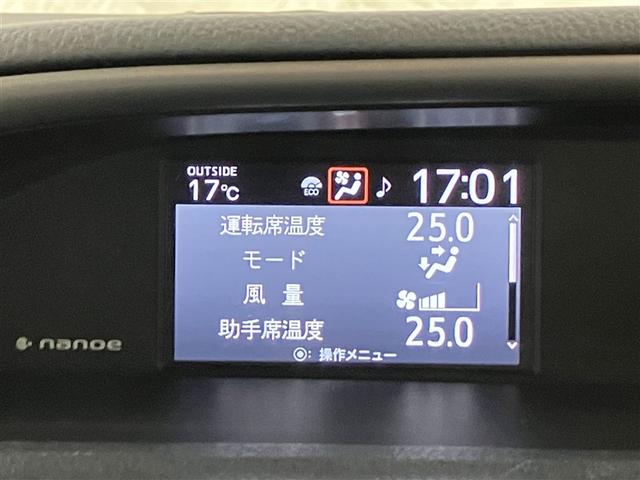 OUTSIDE
17℃ ECO 17:01
運転席温度 25.0
モード
風量
助手席温度 25.0
nanoe
:操作メニュー